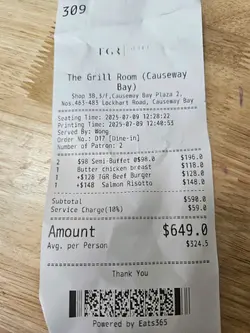 309
TGR
The Grill Room (Causeway
Bay)
Shop 3B,3/F,Causeway Bay Plaza 2,
Nos.463-483 Lockhart Road, Causeway Bay
Seating Time: 2025-07-09 12:28:22
Printing Time: 2025-07-09 12:40:53
Served By: Wong
Order No.: D17 [Dine-in]
Number of Patron: 2
2 $98 Semi-Buffet @$98.0 $196.0
1 Butter chicken breast $118.0
1 +$128 TGR Beef Burger $128.0
1 +$148 Salmon Risotto $148.0
Subtotal $590.0
Service Charge(10%) $59.0
Amount $649.0
Avg. per Person $324.5
Thank You
Powered by Eats365